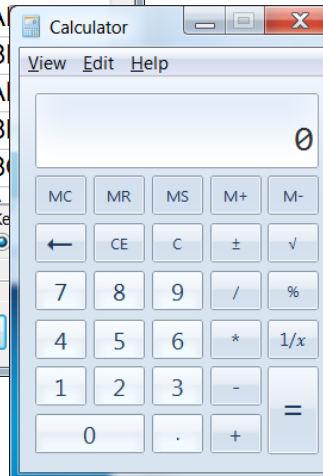 Calculator
View Edit Help
0
MC MR MS M+ M-
← CE C ± √
7 8 9 / %
4 5 6 * 1/x
1 2 3 - =
0 . +